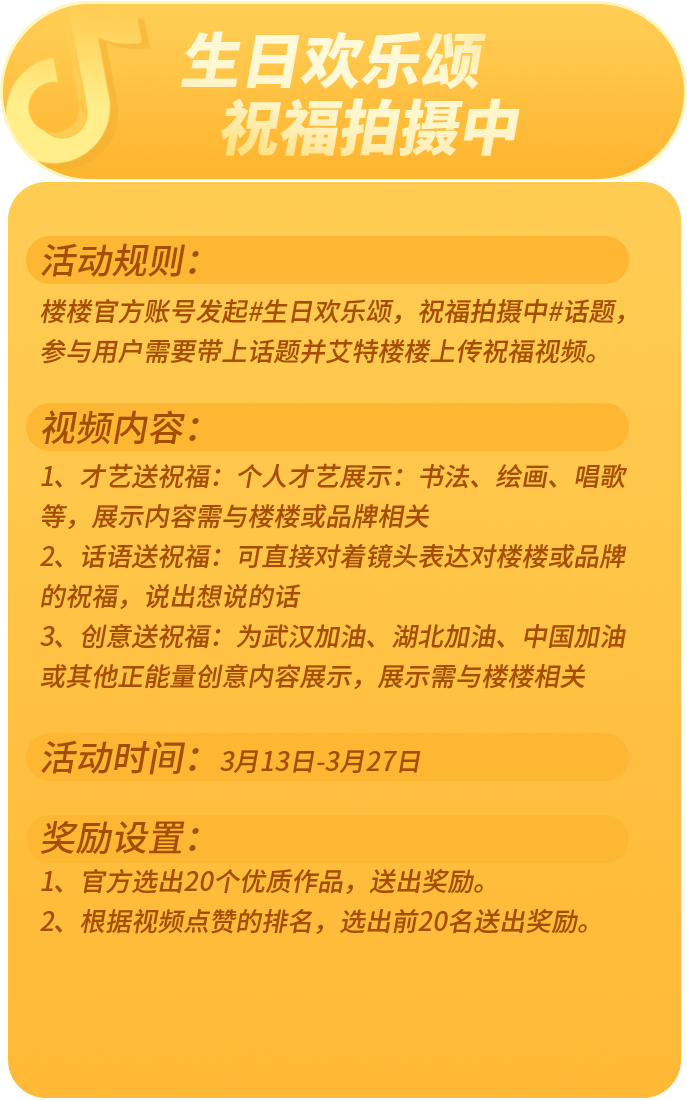 生日欢乐颂
祝福拍摄中
活动规则：
楼楼官方账号发起#生日欢乐颂，祝福拍摄中#话题，
参与用户需要带上话题并艾特楼楼上传祝福视频。
视频内容：
1、才艺送祝福：个人才艺展示：书法、绘画、唱歌
等，展示内容需与楼楼或品牌相关
2、话语送祝福：可直接对着镜头表达对楼楼或品牌
的祝福，说出想说的话
3、创意送祝福：为武汉加油、湖北加油、中国加油
或其他正能量创意内容展示，展示需与楼楼相关
活动时间：3月13日-3月27日
奖励设置：
1、官方选出20个优质作品，送出奖励。
2、根据视频点赞的排名，选出前20名送出奖励。